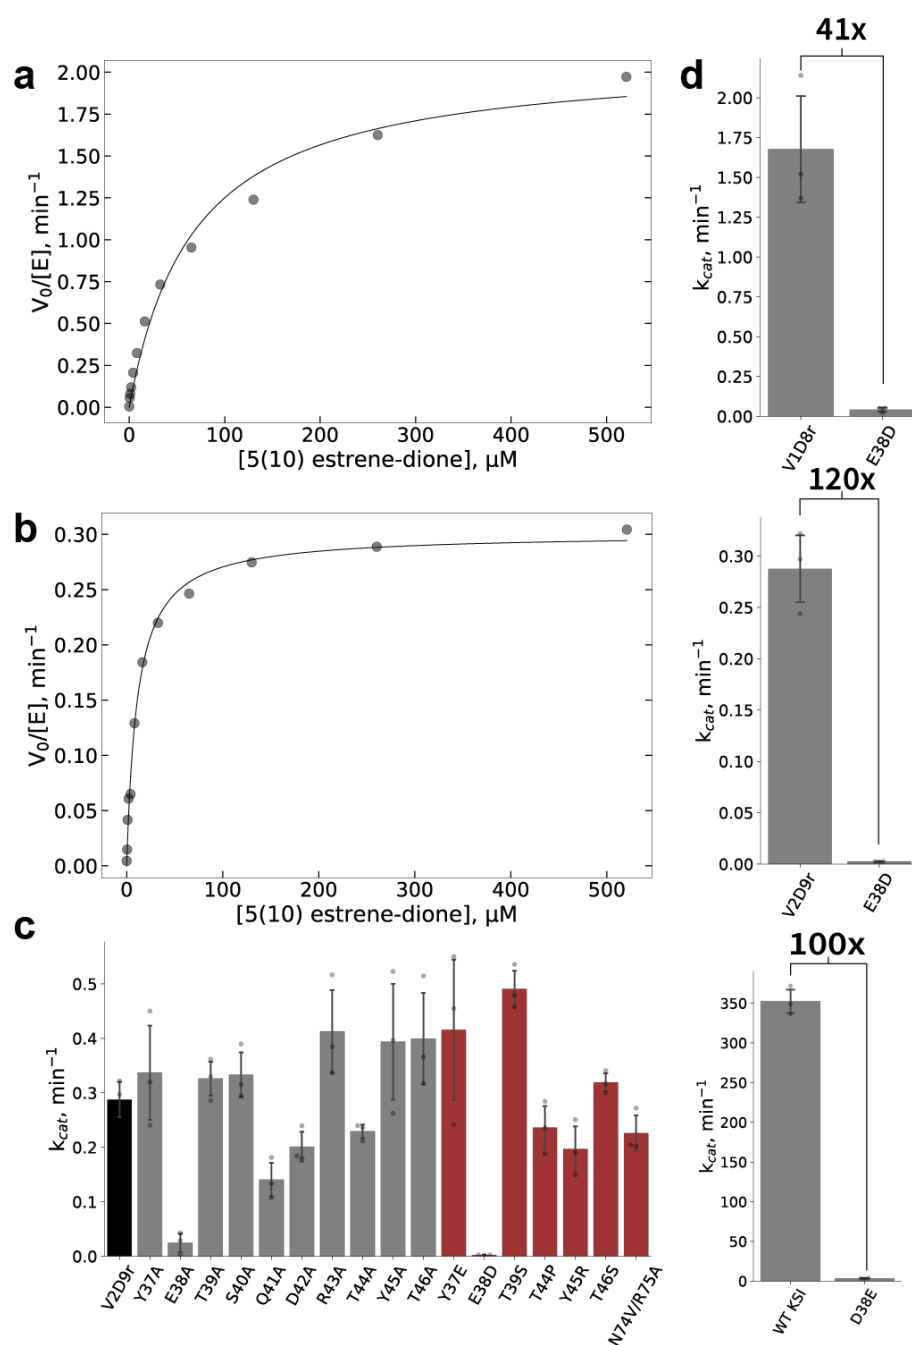 a
2.00
1.75
1.50
1.25
1.00
0.75
0.50
0.25
0.00
V0/[E], min−1
0 100 200 300 400 500
[5(10) estrene-dione], μM
b
0.30
0.25
0.20
0.15
0.10
0.05
0.00
V0/[E], min−1
0 100 200 300 400 500
[5(10) estrene-dione], μM
c
0.5
0.4
0.3
0.2
0.1
0.0
kcat, min−1
V2D9r Y37A E38A T39A S40A Q41A D42A R43A T44A Y45A T46A Y37E E38D T39S T44P Y45R T46S N74V/R75A
d
41x
2.00
1.75
1.50
1.25
1.00
0.75
0.50
0.25
0.00
kcat, min−1
V1D8r E38D
120x
0.30
0.25
0.20
0.15
0.10
0.05
0.00
kcat, min−1
V2D9r E38D
100x
350
300
250
200
150
100
50
0
kcat, min−1
WT KSI D38E